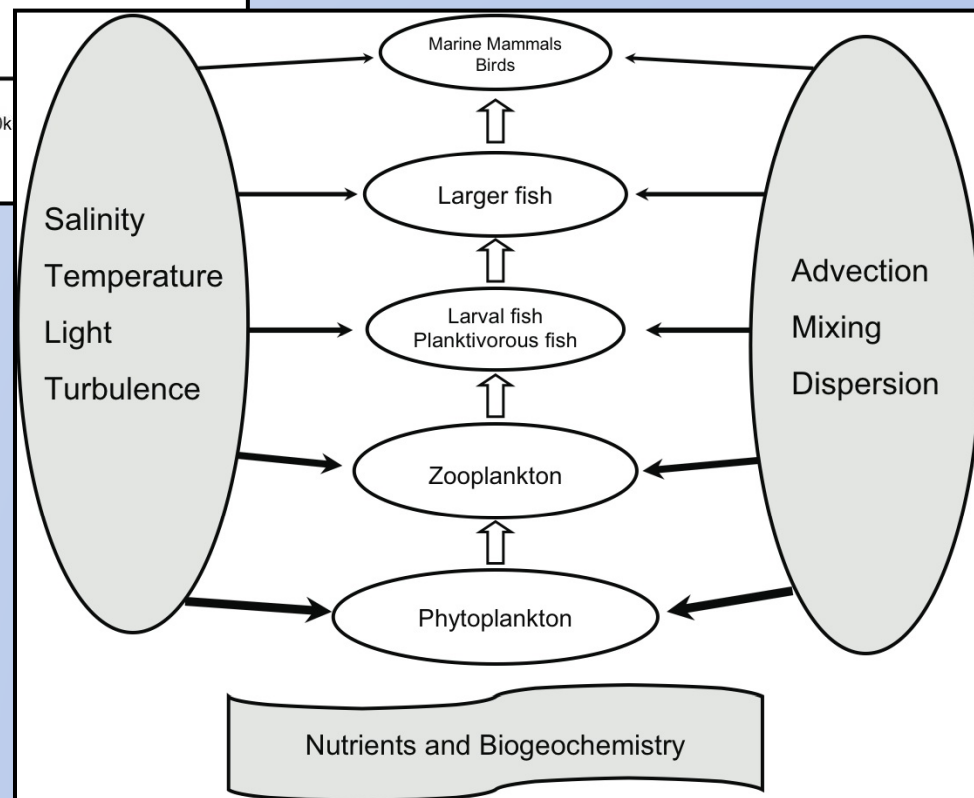 Marine Mammals
Birds
Larger fish
Salinity
Temperature
Light
Turbulence
Advection
Mixing
Dispersion
Larval fish
Planktivorous fish
Zooplankton
Phytoplankton
Nutrients and Biogeochemistry